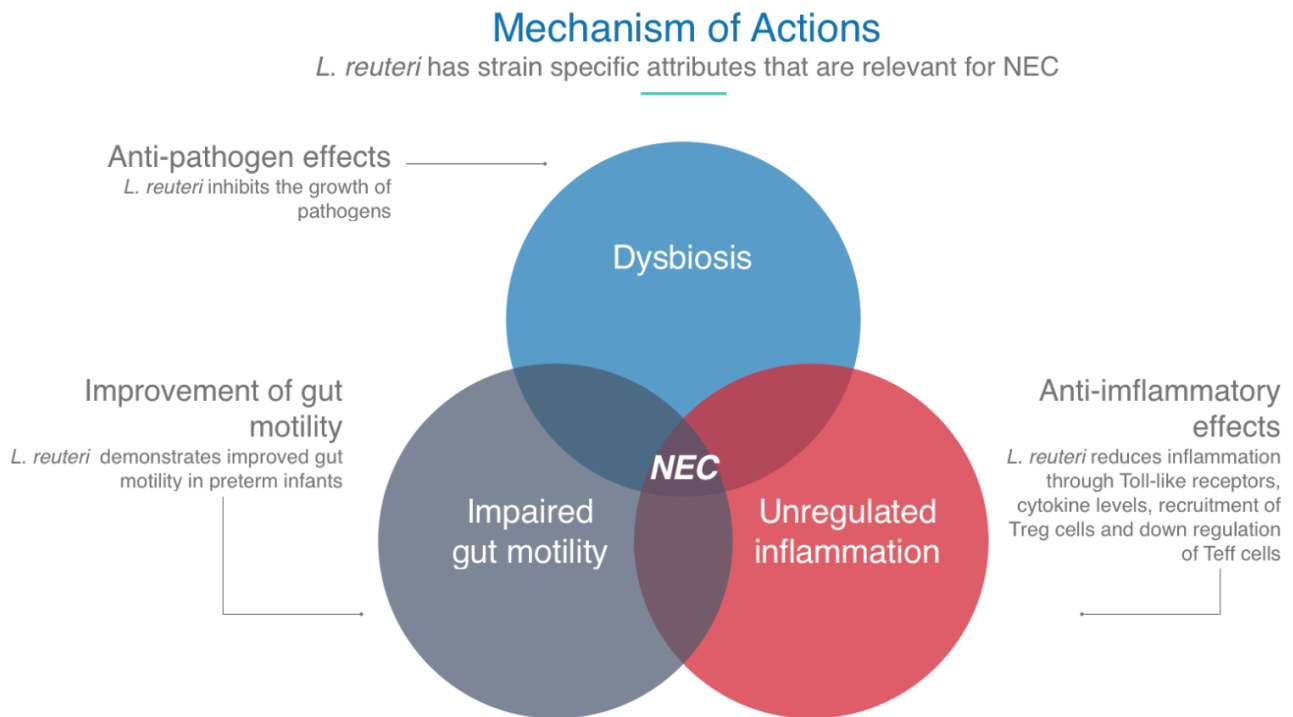 Mechanism of Actions
L. reuteri has strain specific attributes that are relevant for NEC
Anti-pathogen effects
L. reuteri inhibits the growth of
pathogens
Dysbiosis
Improvement of gut
motility
L. reuteri demonstrates improved gut
motility in preterm infants
Anti-imflammatory
effects
L. reuteri reduces inflammation
through Toll-like receptors,
cytokine levels, recruitment of
Treg cells and down regulation
of Teff cells
NEC
Impaired
gut motility
Unregulated
inflammation